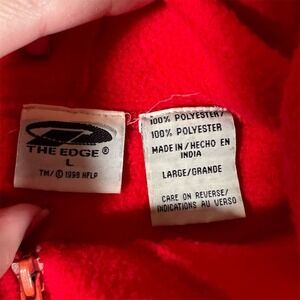 THE EDGE®
L
TM/© 1999 HFLP
100% POLYESTER/
100% POLYESTER
MADE IN/HECHO EN
INDIA
LARGE/GRANDE
CARE ON REVERSE/
INDICATIONS AU VERSO